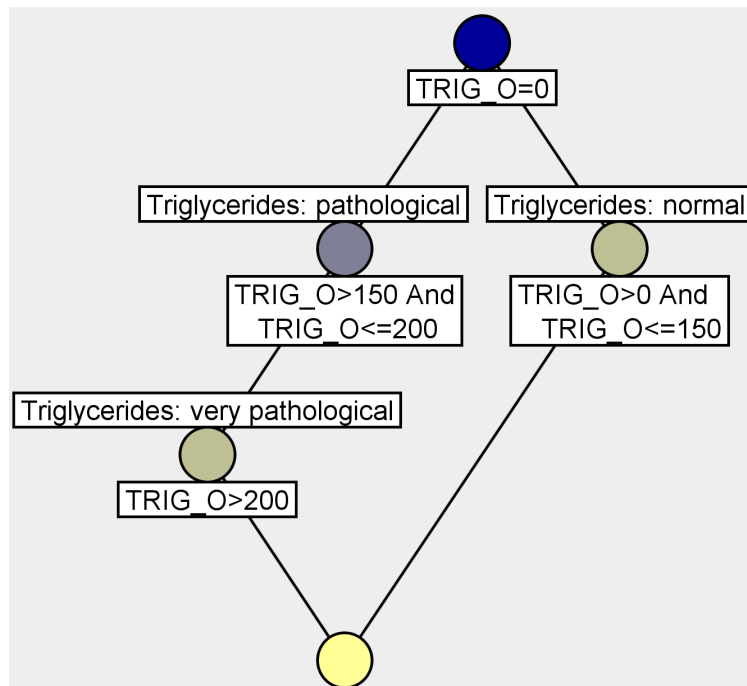 TRIG_O=0
Triglycerides: pathological
Triglycerides: normal
TRIG_O>150 And
TRIG_O<=200
TRIG_O>0 And
TRIG_O<=150
Triglycerides: very pathological
TRIG_O>200